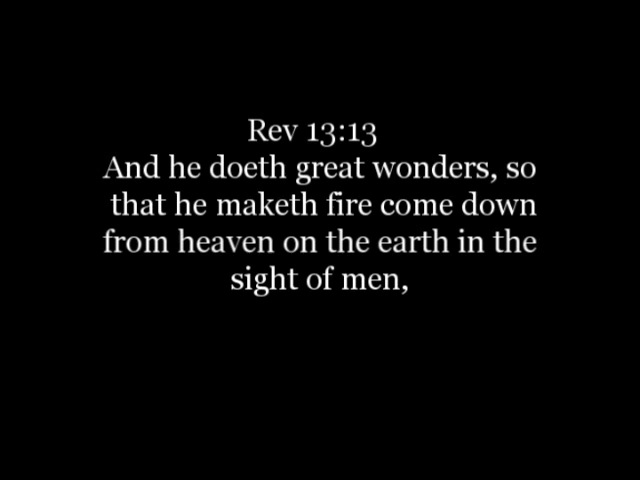 Rev 13:13
And he doeth great wonders, so
that he maketh fire come down
from heaven on the earth in the
sight of men,